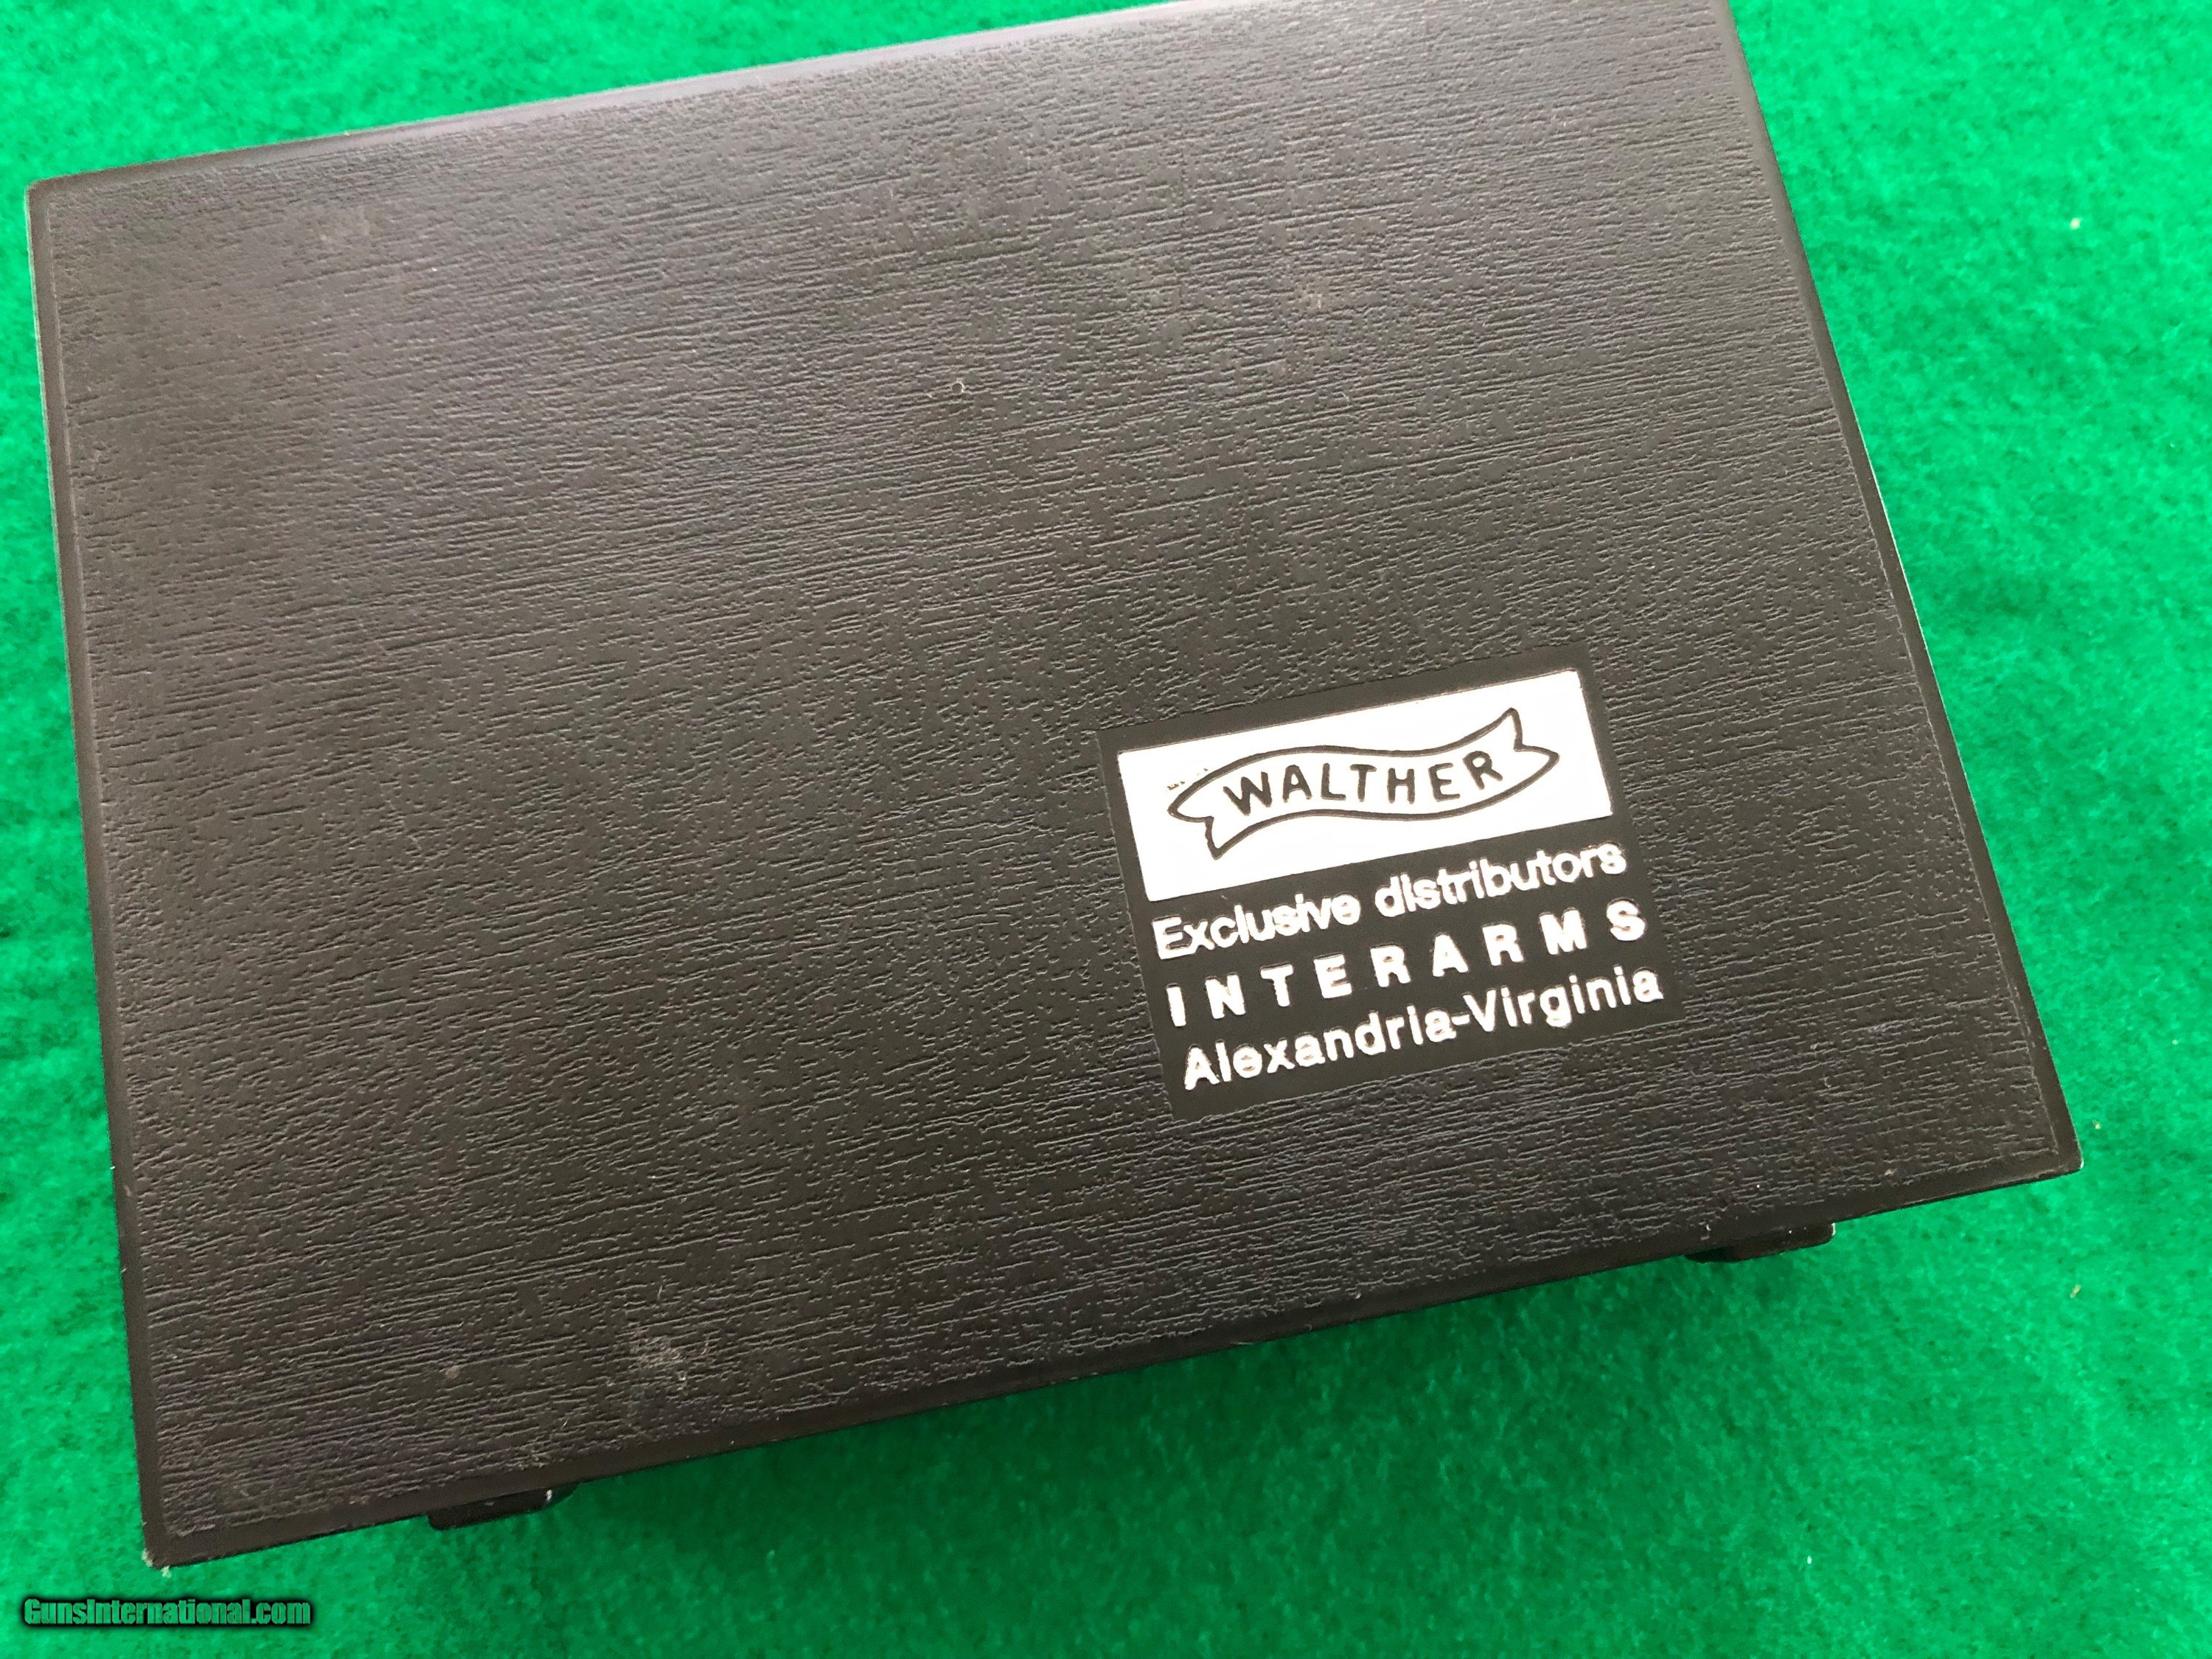 WALTHER
Exclusive distributors
INTERARMS
Alexandria-Virginia
GunsInternational.com